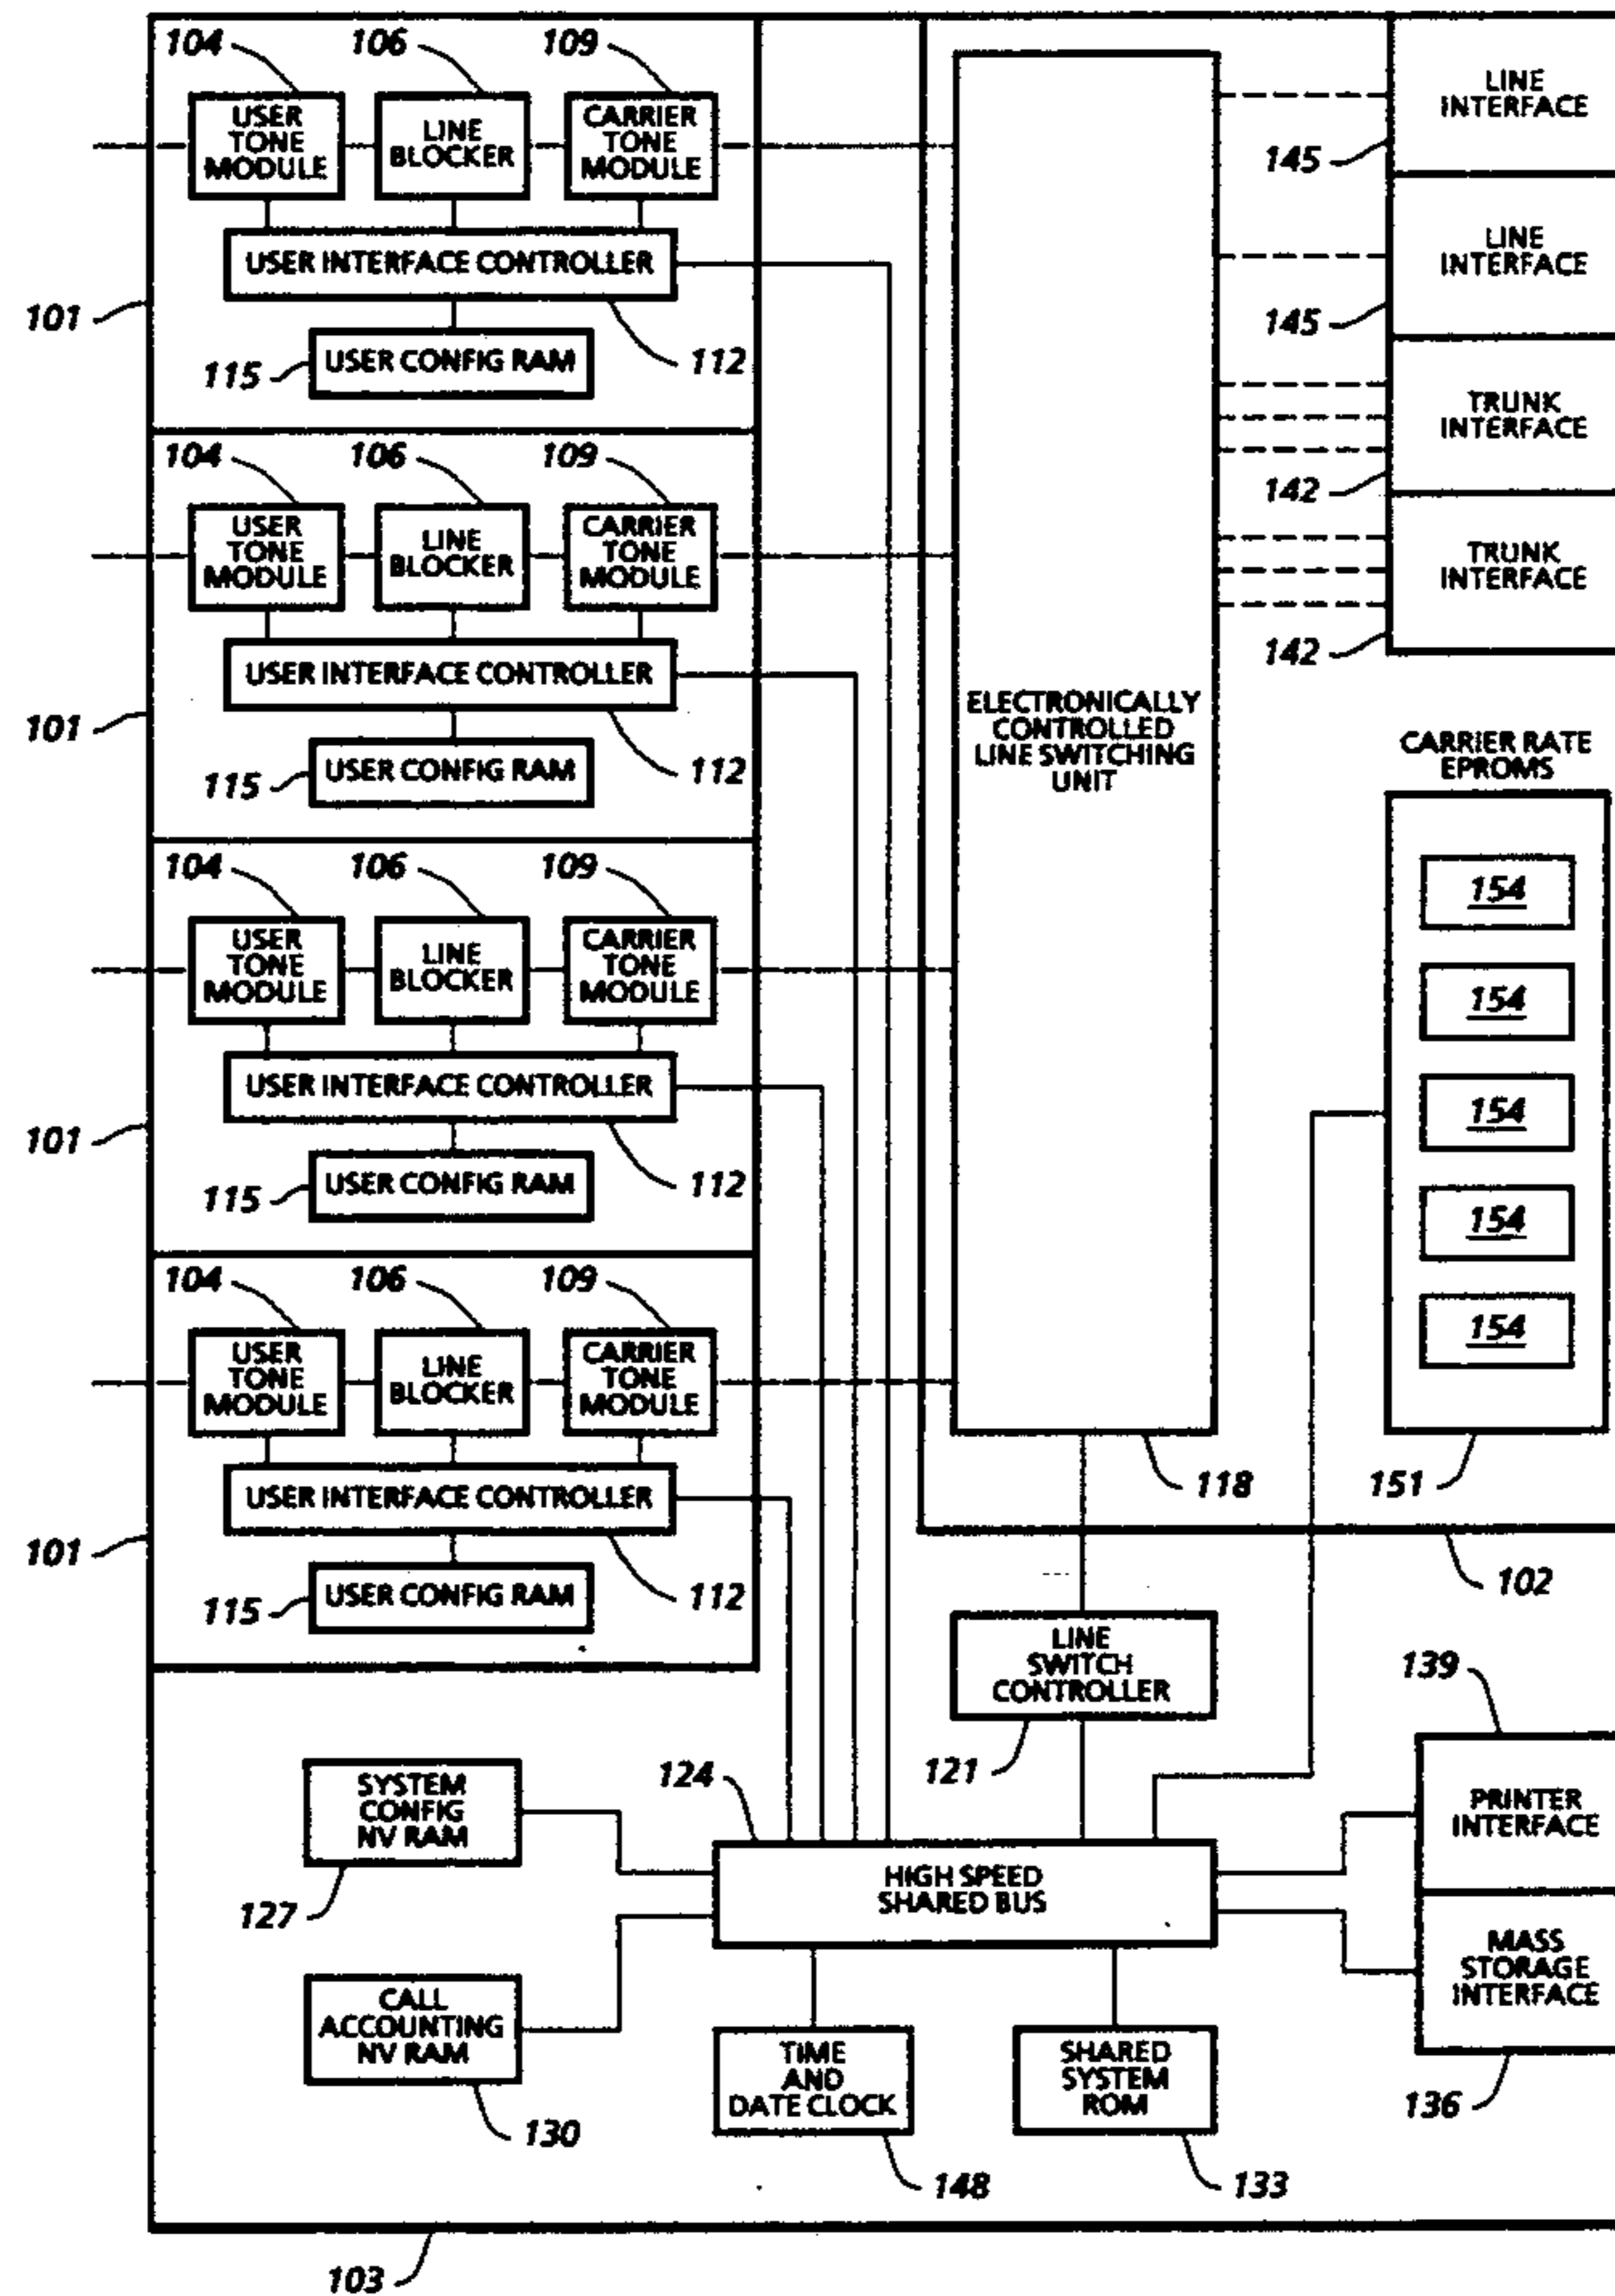 104
106
109
USER
TONE
MODULE
LINE
BLOCKER
CARRIER
TONE
MODULE
USER INTERFACE CONTROLLER
101
115
USER CONFIG RAM
112
104
106
109
USER
TONE
MODULE
LINE
BLOCKER
CARRIER
TONE
MODULE
USER INTERFACE CONTROLLER
101
115
USER CONFIG RAM
112
104
106
109
USER
TONE
MODULE
LINE
BLOCKER
CARRIER
TONE
MODULE
USER INTERFACE CONTROLLER
101
115
USER CONFIG RAM
112
104
106
109
USER
TONE
MODULE
LINE
BLOCKER
CARRIER
TONE
MODULE
USER INTERFACE CONTROLLER
101
115
USER CONFIG RAM
112
ELECTRONICALLY
CONTROLLED
LINE SWITCHING
UNIT
118
LINE
INTERFACE
145
LINE
INTERFACE
145
TRUNK
INTERFACE
142
TRUNK
INTERFACE
142
CARRIER RATE
EPROMS
154
154
154
154
154
151
102
LINE
SWITCH
CONTROLLER
121
139
PRINTER
INTERFACE
MASS
STORAGE
INTERFACE
136
SYSTEM
CONFIG
NV RAM
127
124
HIGH SPEED
SHARED BUS
CALL
ACCOUNTING
NV RAM
130
TIME
AND
DATE CLOCK
148
SHARED
SYSTEM
ROM
133
103